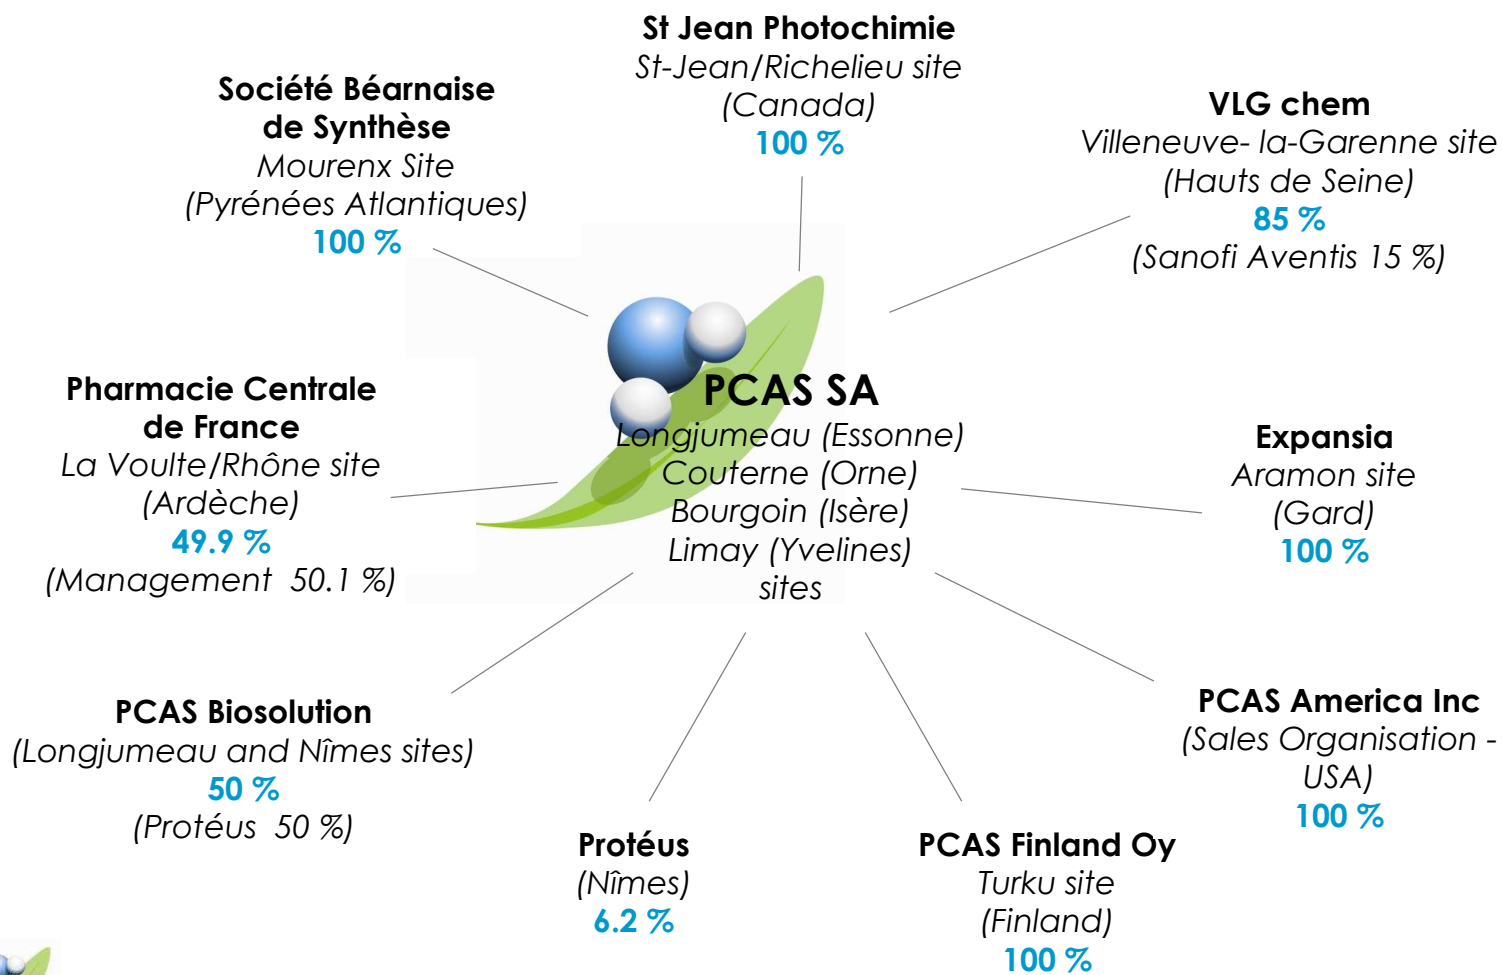 St Jean Photochimie
St-Jean/Richelieu site
(Canada)
100 %
Société Béarnaise
de Synthèse
Mourenx Site
(Pyrénées Atlantiques)
100 %
VLG chem
Villeneuve- la-Garenne site
(Hauts de Seine)
85 %
(Sanofi Aventis 15 %)
Pharmacie Centrale
de France
La Voulte/Rhône site
(Ardèche)
49.9 %
(Management  50.1 %)
PCAS SA
Longjumeau (Essonne)
Couterne (Orne)
Bourgoin (Isère)
Limay (Yvelines)
sites
Expansia
Aramon site
(Gard)
100 %
PCAS Biosolution
(Longjumeau and Nîmes sites)
50 %
(Protéus  50 %)
Protéus
(Nîmes)
6.2 %
PCAS Finland Oy
Turku site
(Finland)
100 %
PCAS America Inc
(Sales Organisation -
USA)
100 %